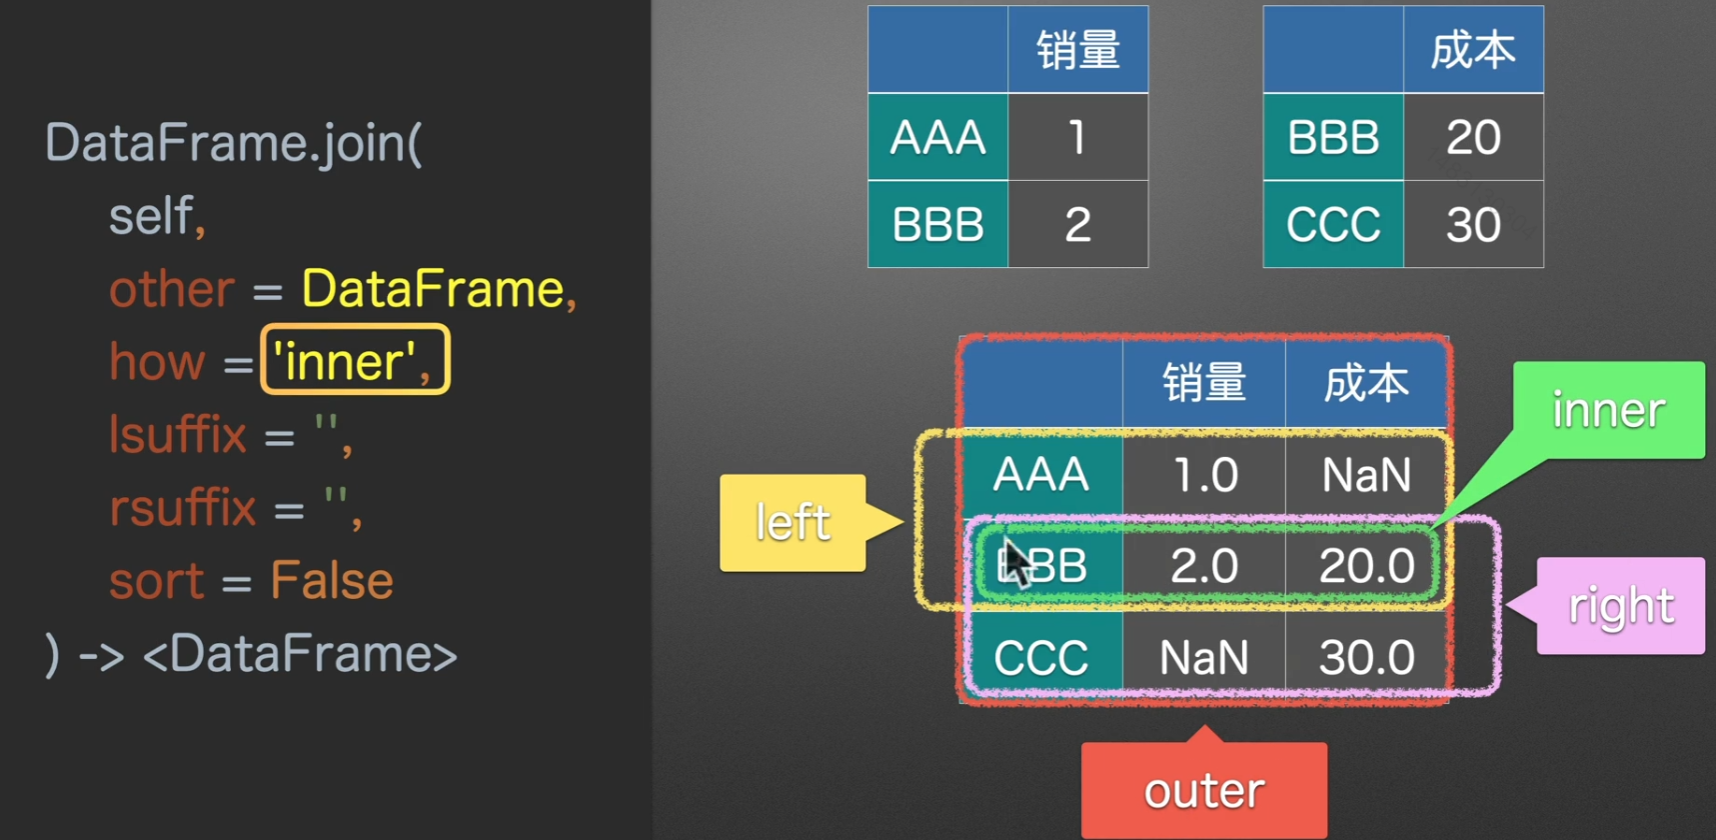 DataFrame.join(
self,
other = DataFrame,
how = 'inner',
lsuffix = '',
rsuffix = '',
sort = False
) -> <DataFrame>
销量
AAA 1
BBB 2
成本
BBB 20
CCC 30
销量 成本
AAA 1.0 NaN
BBB 2.0 20.0
CCC NaN 30.0
left
inner
right
outer